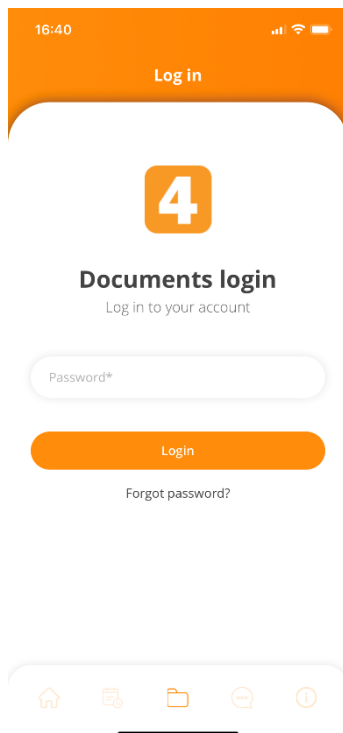 16:40
Log in
4
Documents login
Log in to your account
Password*
Login
Forgot password?